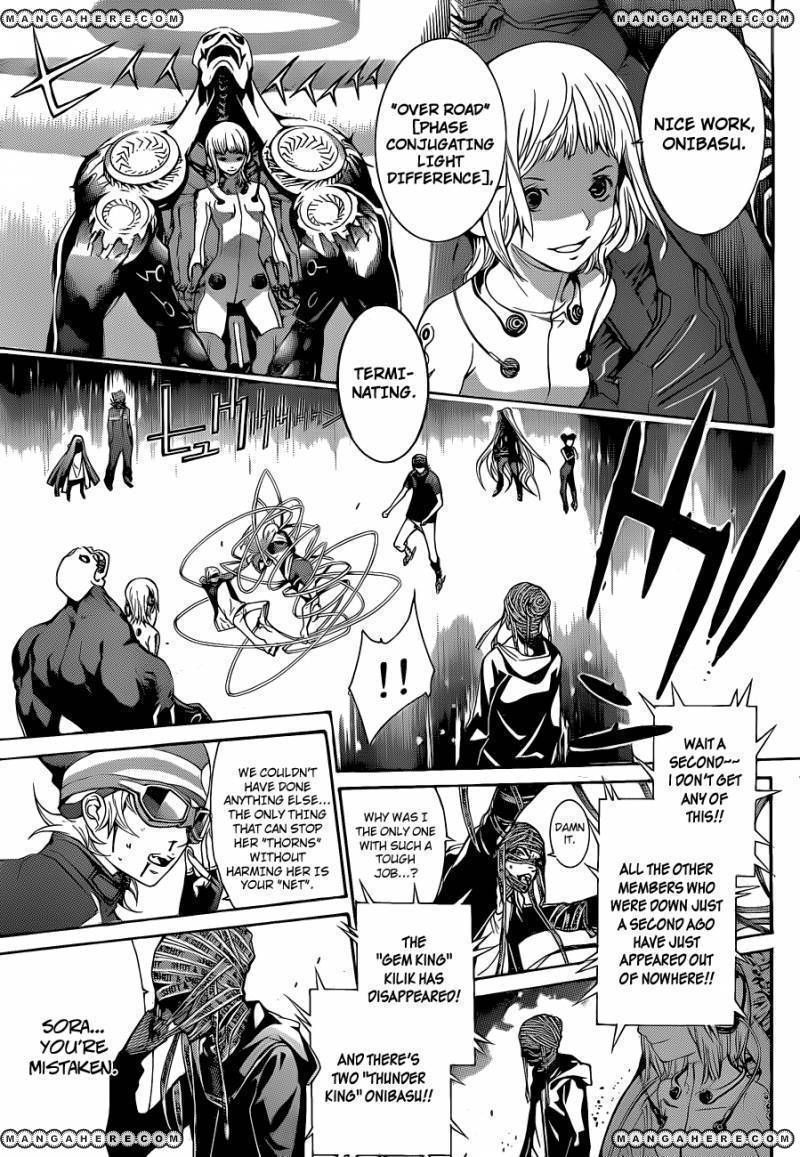 MANGAHERE.COM
MANGAHERE.COM
NICE WORK,
ONIBASU.
"OVER ROAD"
[PHASE
CONJUGATING
LIGHT
DIFFERENCE],
TERMI-
NATING.
!!
WAIT A
SECOND~~
I DON'T GET
ANY OF
THIS!!
ALL THE OTHER
MEMBERS WHO
WERE DOWN JUST
A SECOND AGO
HAVE JUST
APPEARED OUT
OF NOWHERE!!
DAMN
IT.
WHY WAS I
THE ONLY ONE
WITH SUCH A
TOUGH
JOB...?
WE COULDN'T
HAVE DONE
ANYTHING ELSE...
THE ONLY THING
THAT CAN STOP
HER "THORNS"
WITHOUT
HARMING HER IS
YOUR "NET".
THE
"GEM KING"
KILIK HAS
DISAPPEARED!
AND THERE'S
TWO "THUNDER
KING" ONIBASU!!
SORA...
YOU'RE
MISTAKEN.
MANGAHERE.COM
MANGAHERE.COM